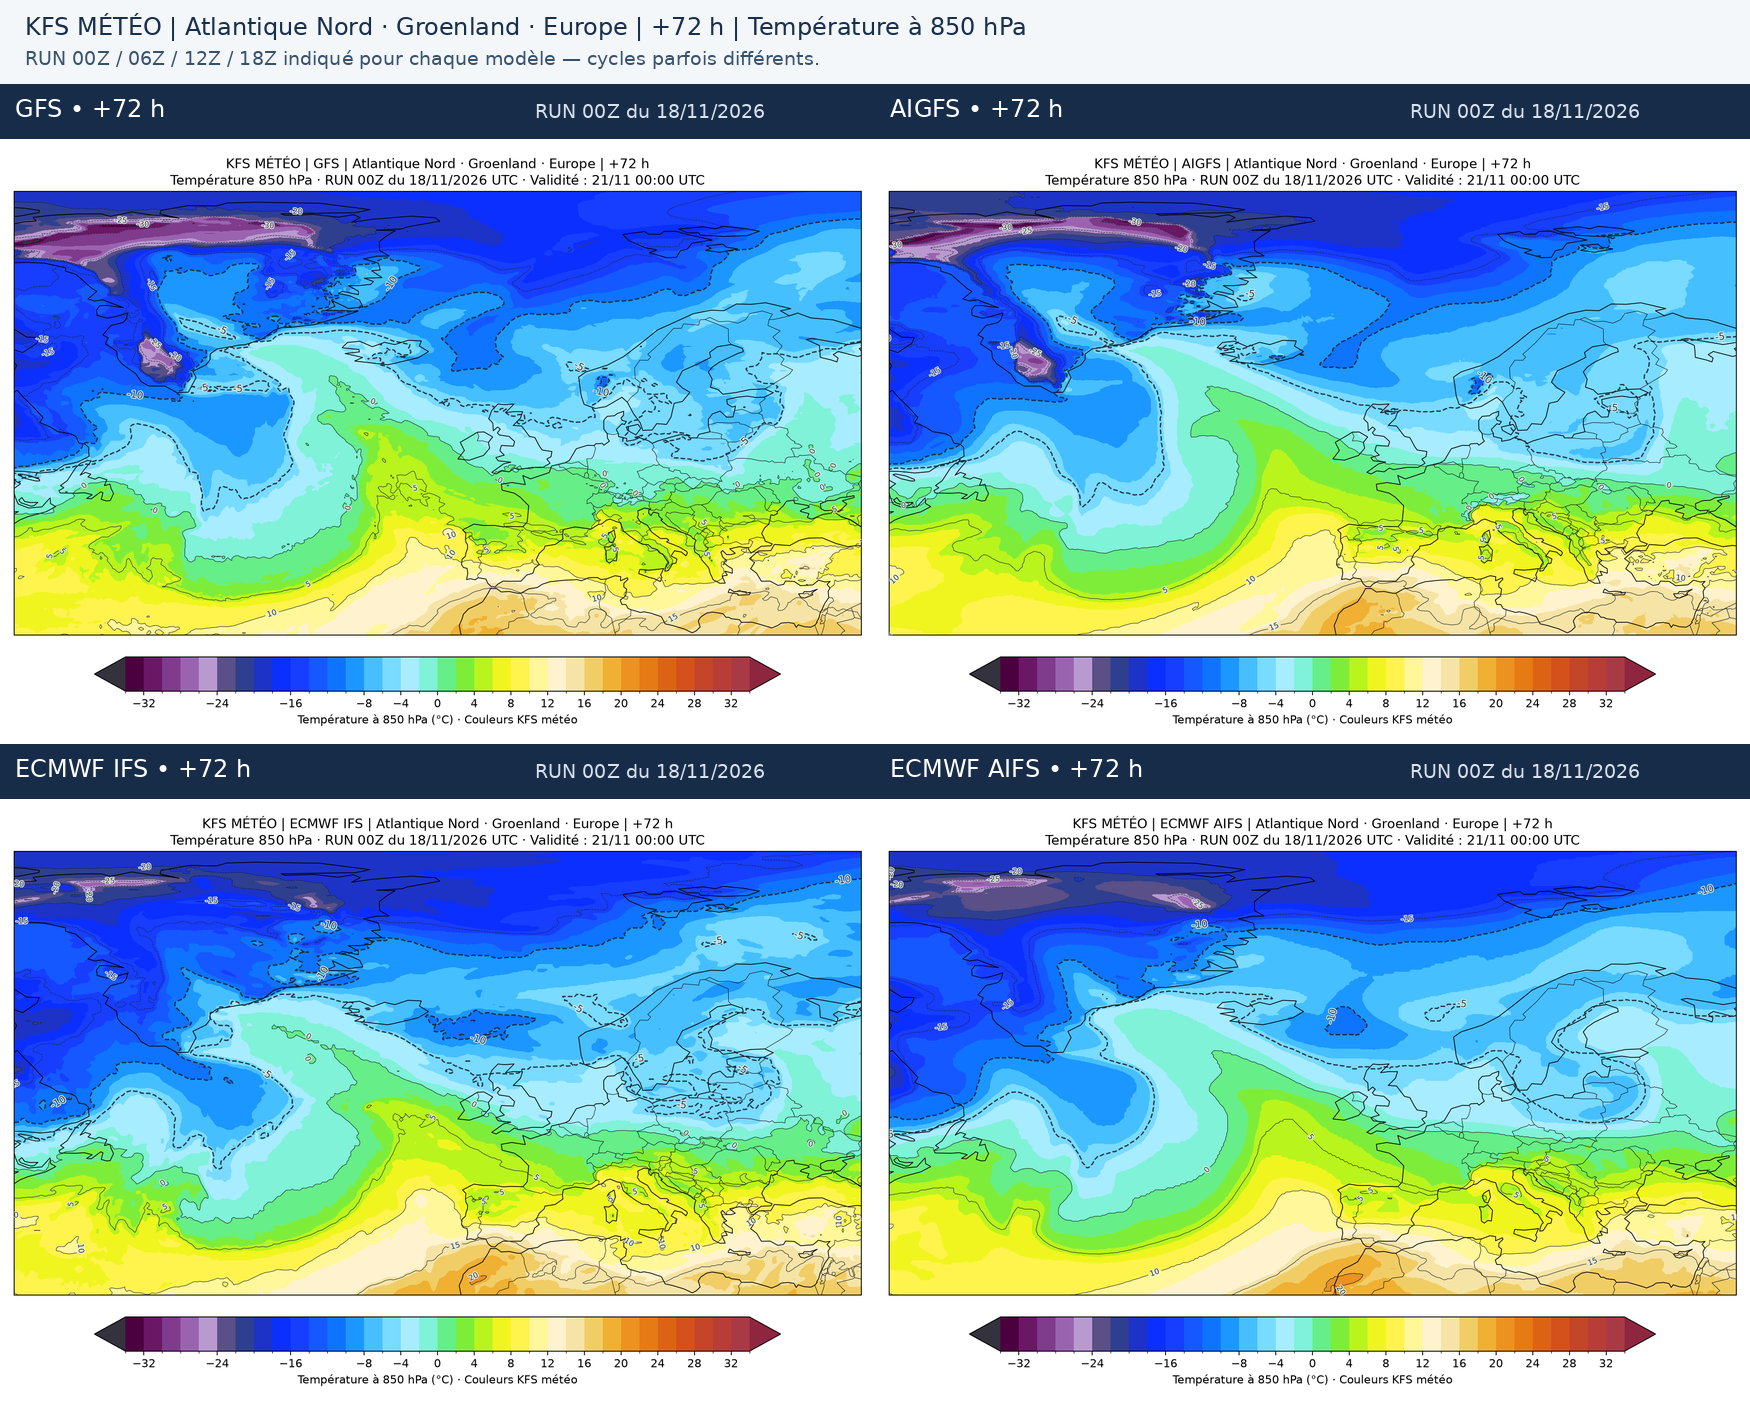 KFS MÉTÉO | Atlantique Nord · Groenland · Europe | +72 h | Température à 850 hPa
RUN 00Z / 06Z / 12Z / 18Z indiqué pour chaque modèle — cycles parfois différents.
GFS • +72 h
RUN 00Z du 18/11/2026
AIGFS • +72 h
RUN 00Z du 18/11/2026
KFS MÉTÉO | GFS | Atlantique Nord · Groenland · Europe | +72 h
Température 850 hPa · RUN 00Z du 18/11/2026 UTC · Validité : 21/11 00:00 UTC
KFS MÉTÉO | AIGFS | Atlantique Nord · Groenland · Europe | +72 h
Température 850 hPa · RUN 00Z du 18/11/2026 UTC · Validité : 21/11 00:00 UTC
−32 −24 −16 −8 −4 0 4 8 12 16 20 24 28 32
Température à 850 hPa (°C) · Couleurs KFS météo
−32 −24 −16 −8 −4 0 4 8 12 16 20 24 28 32
Température à 850 hPa (°C) · Couleurs KFS météo
ECMWF IFS • +72 h
RUN 00Z du 18/11/2026
ECMWF AIFS • +72 h
RUN 00Z du 18/11/2026
KFS MÉTÉO | ECMWF IFS | Atlantique Nord · Groenland · Europe | +72 h
Température 850 hPa · RUN 00Z du 18/11/2026 UTC · Validité : 21/11 00:00 UTC
KFS MÉTÉO | ECMWF AIFS | Atlantique Nord · Groenland · Europe | +72 h
Température 850 hPa · RUN 00Z du 18/11/2026 UTC · Validité : 21/11 00:00 UTC
−32 −24 −16 −8 −4 0 4 8 12 16 20 24 28 32
Température à 850 hPa (°C) · Couleurs KFS météo
−32 −24 −16 −8 −4 0 4 8 12 16 20 24 28 32
Température à 850 hPa (°C) · Couleurs KFS météo